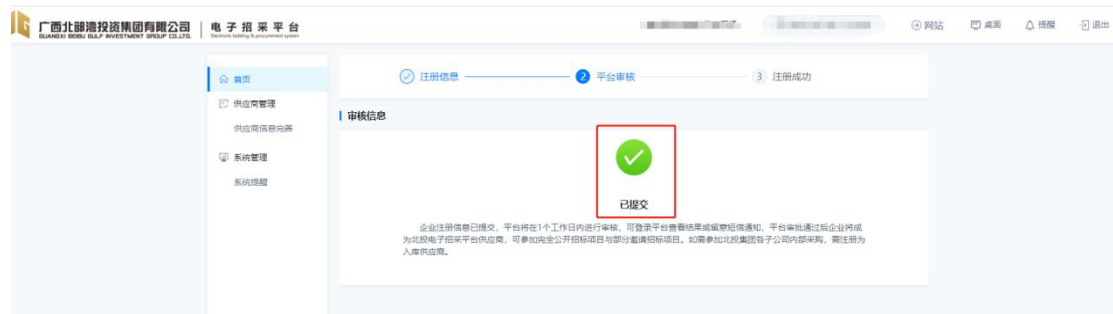 广西北部湾投资集团有限公司
GUANGXI BEIBU GULF INVESTMENT GROUP CO.,LTD.
电子招采平台
Electronic bidding & procurement system
网站
桌面
提醒
退出
首页
供应商管理
供应商信息完善
系统管理
系统提醒
注册信息
2 平台审核
3 注册成功
审核信息
已提交
企业注册信息已提交，平台将在1个工作日内进行审核，可登录平台查看结果或留意短信通知，平台审批通过后企业将成
为北投电子招采平台供应商，可参加完全公开招标项目与部分邀请招标项目。如需参加北投集团各子公司内部采购，需注册为
入库供应商。